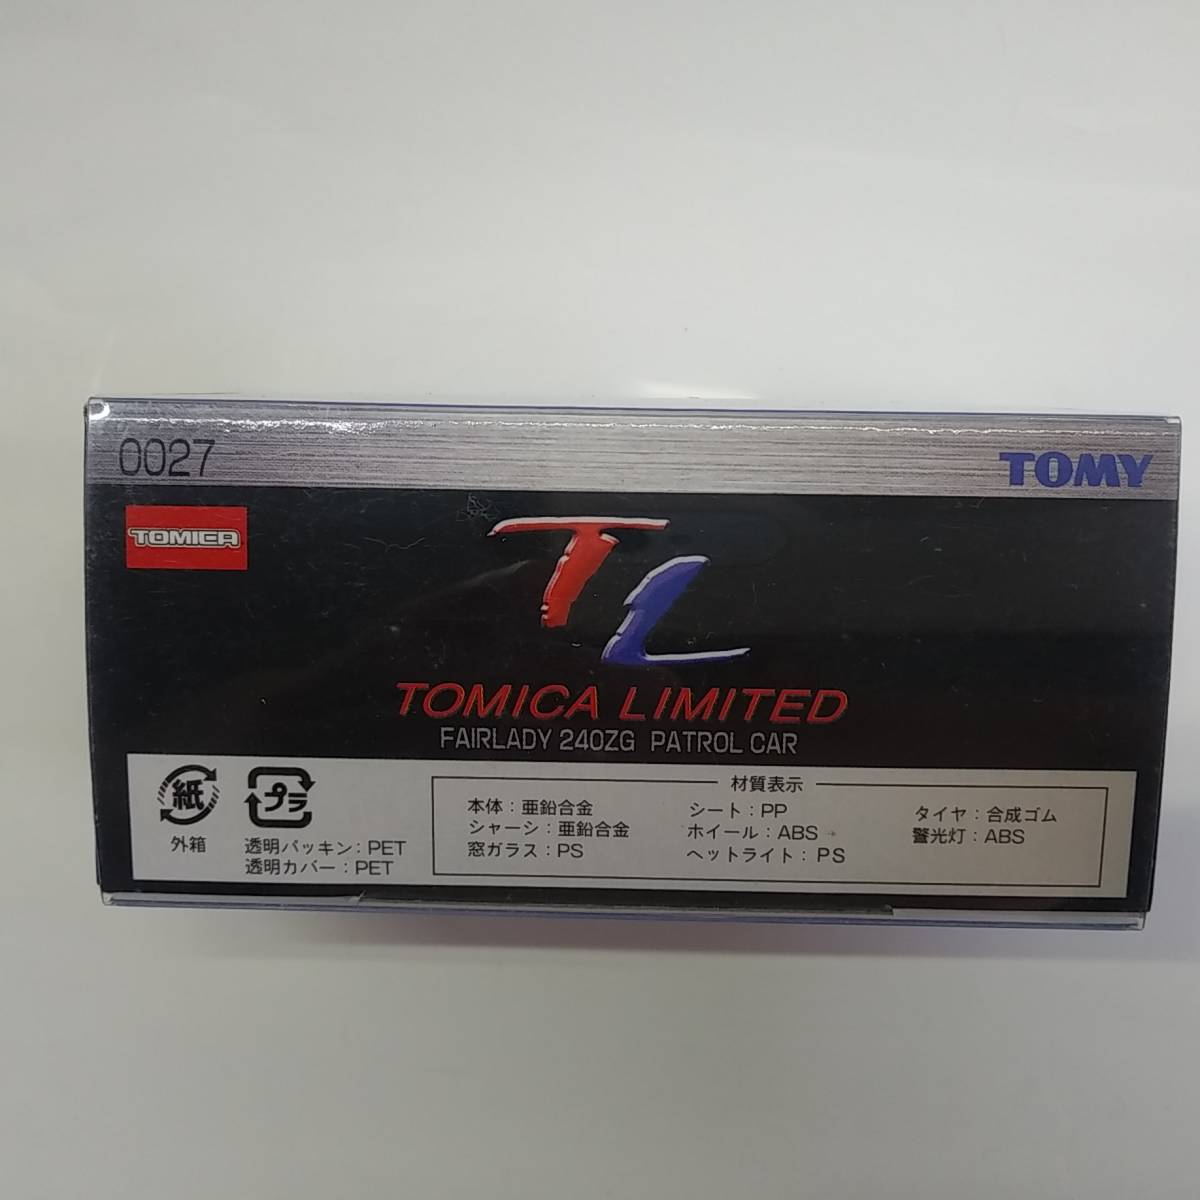 0027
TOMY
TOMICA
TL
TOMICA LIMITED
FAIRLADY 240ZG PATROL CAR
紙
外箱
プラ
透明パッキン：PET
透明カバー：PET
材質表示
本体：亜鉛合金
シャーシ：亜鉛合金
窓ガラス：PS
シート：PP
ホイール：ABS
ヘットライト：PS
タイヤ：合成ゴム
警光灯：ABS